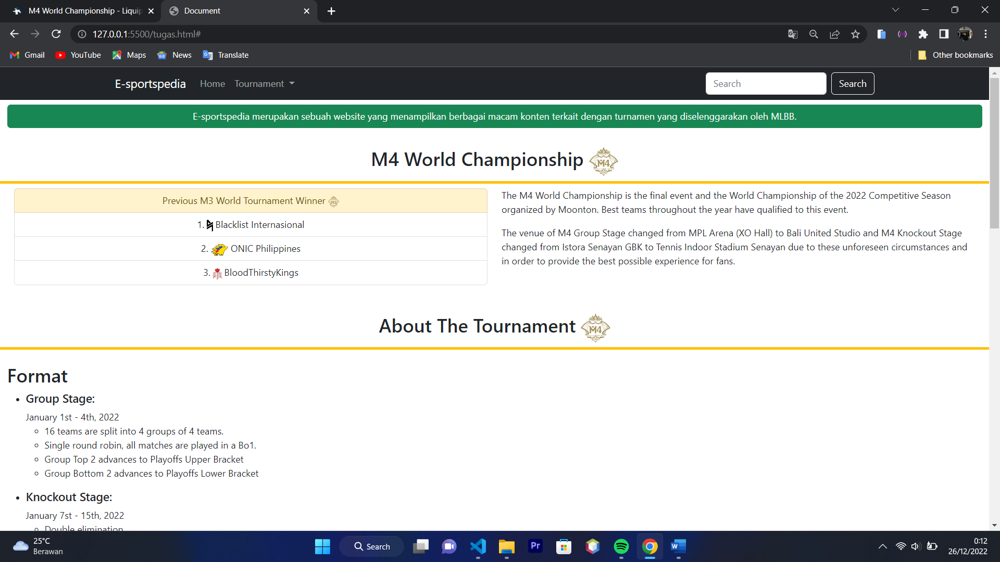 M4 World Championship - Liquip
Document
127.0.0.1:5500/tugas.html#
Gmail YouTube Maps News Translate Other bookmarks
E-sportspedia Home Tournament Search Search
E-sportspedia merupakan sebuah website yang menampilkan berbagai macam konten terkait dengan turnamen yang diselenggarakan oleh MLBB.
M4 World Championship M4
Previous M3 World Tournament Winner
1. Blacklist Internasional
2. ONIC Philippines
3. BloodThirstyKings
The M4 World Championship is the final event and the World Championship of the 2022 Competitive Season
organized by Moonton. Best teams throughout the year have qualified to this event.
The venue of M4 Group Stage changed from MPL Arena (XO Hall) to Bali United Studio and M4 Knockout Stage
changed from Istora Senayan GBK to Tennis Indoor Stadium Senayan due to these unforeseen circumstances and
in order to provide the best possible experience for fans.
About The Tournament M4
Format
Group Stage:
January 1st - 4th, 2022
16 teams are split into 4 groups of 4 teams.
Single round robin, all matches are played in a Bo1.
Group Top 2 advances to Playoffs Upper Bracket
Group Bottom 2 advances to Playoffs Lower Bracket
Knockout Stage:
January 7st - 15th, 2022
Double elimination
25°C
Berawan
Search
Pr
W
0:12
26/12/2022